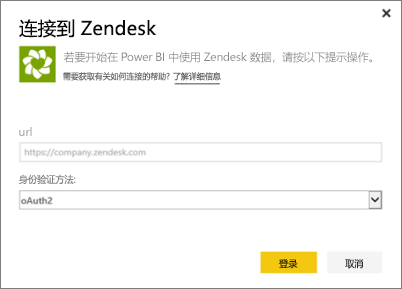 连接到 Zendesk
若要开始在 Power BI 中使用 Zendesk 数据，请按以下提示操作。
需要获取有关如何连接的帮助? 了解详细信息
url
https://company.zendesk.com
身份验证方法:
oAuth2
登录
取消